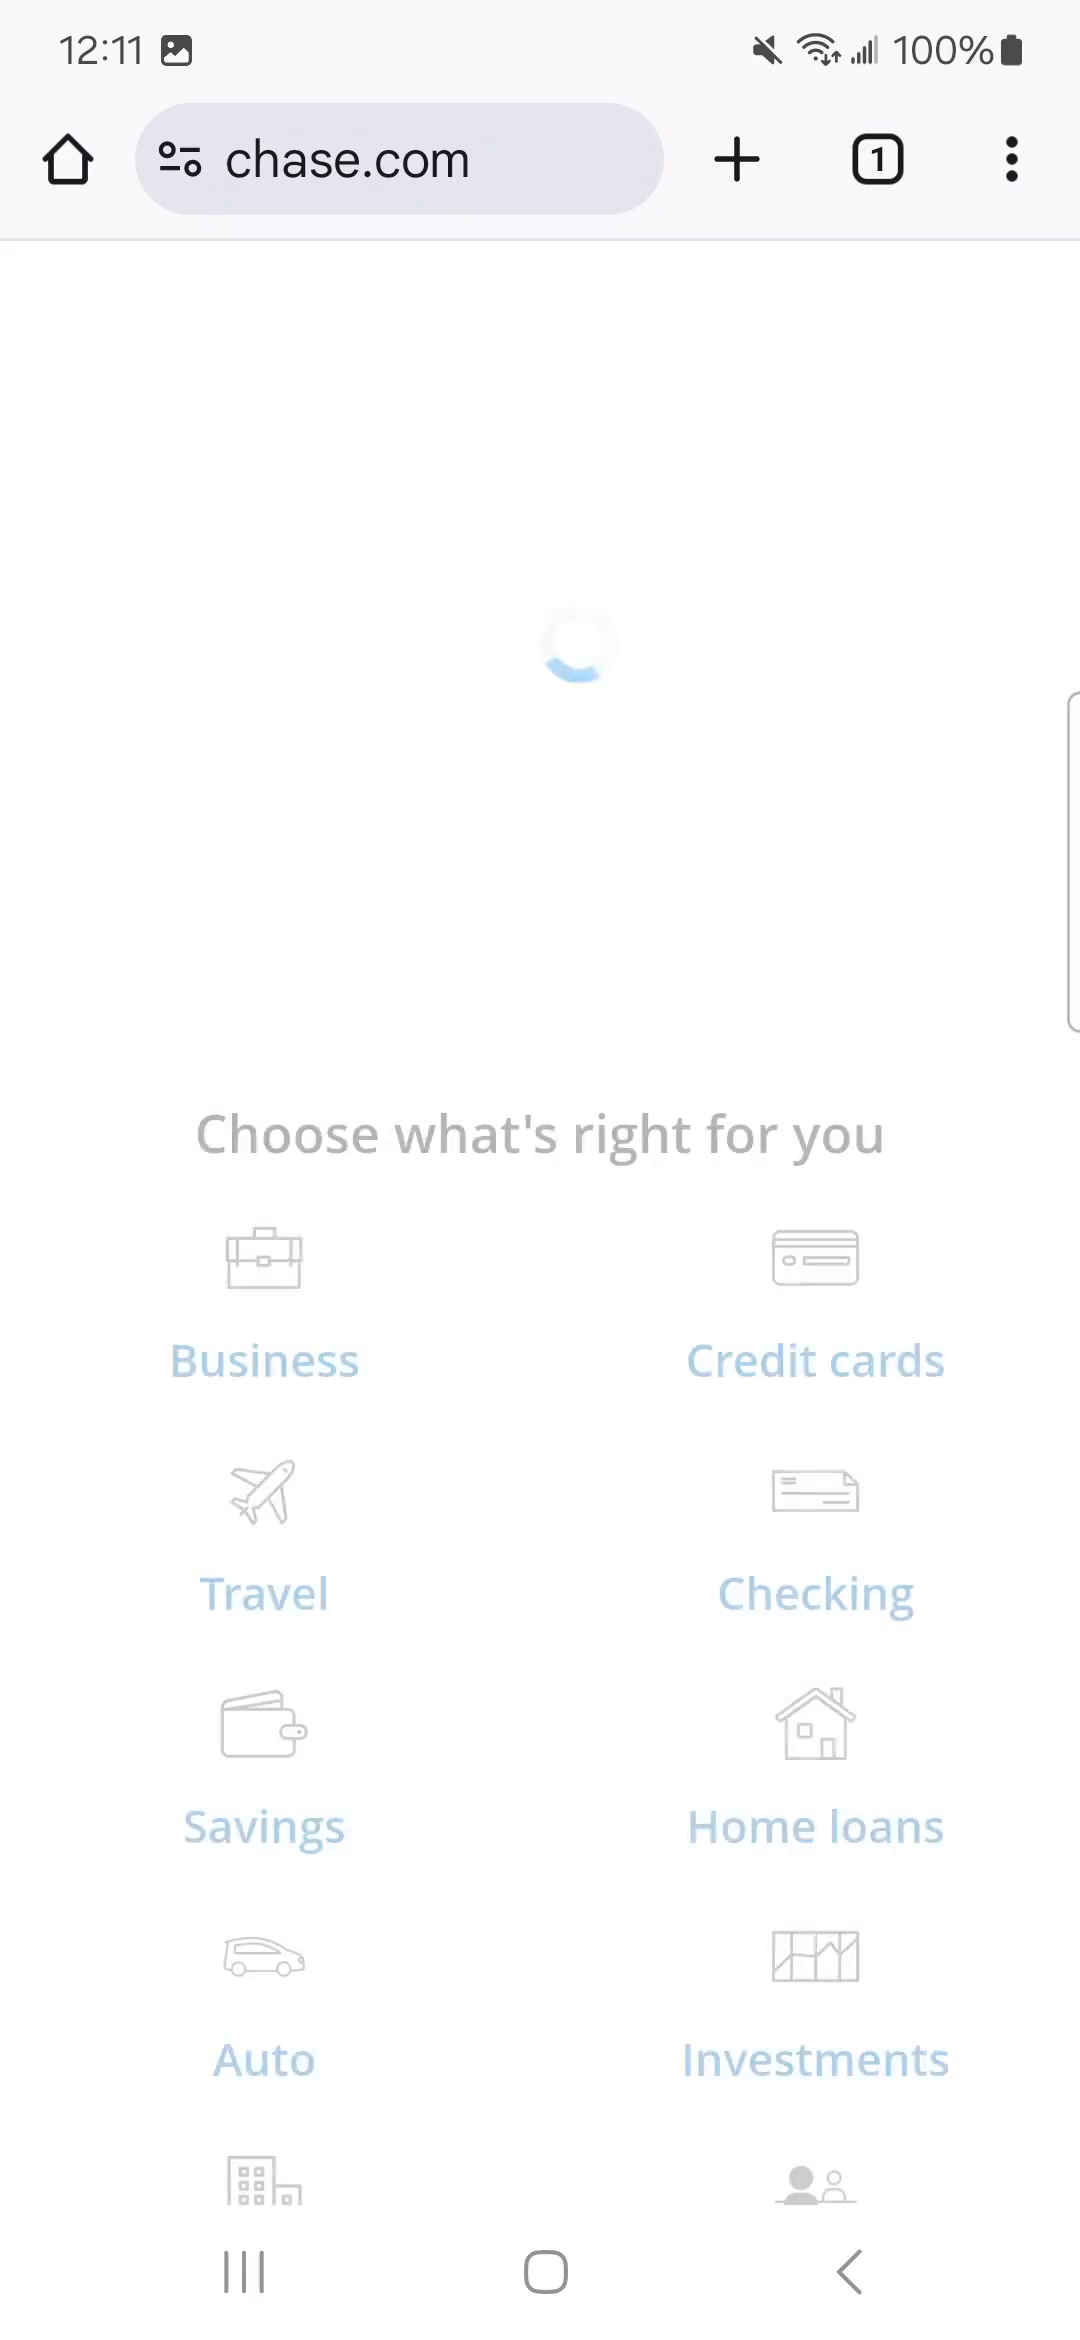 12:11
100%
chase.com
1
Choose what's right for you
Business
Credit cards
Travel
Checking
Savings
Home loans
Auto
Investments